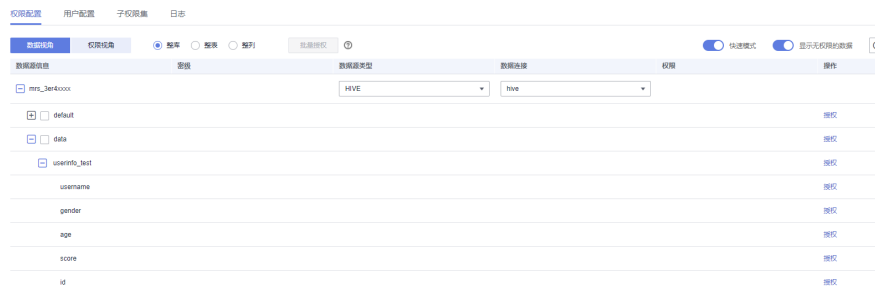 权限配置 用户配置 子权限集 日志
数据视角 权限视角 整库 整表 整列 批量授权 快速模式 显示无权限的数据
数据源信息 密级 数据源类型 数据连接 权限 操作
mrs_3er4xxxx HIVE hive
default 授权
data 授权
userinfo_test 授权
username 授权
gender 授权
age 授权
score 授权
id 授权